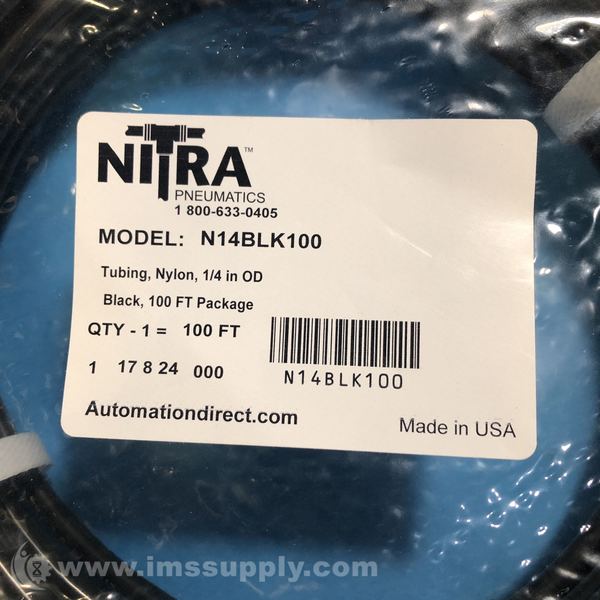 NITRA™
PNEUMATICS
1 800-633-0405
MODEL: N14BLK100
Tubing, Nylon, 1/4 in OD
Black, 100 FT Package
QTY - 1 = 100 FT
1 17 8 24 000
N14BLK100
Automationdirect.com
Made in USA
www.imssupply.com